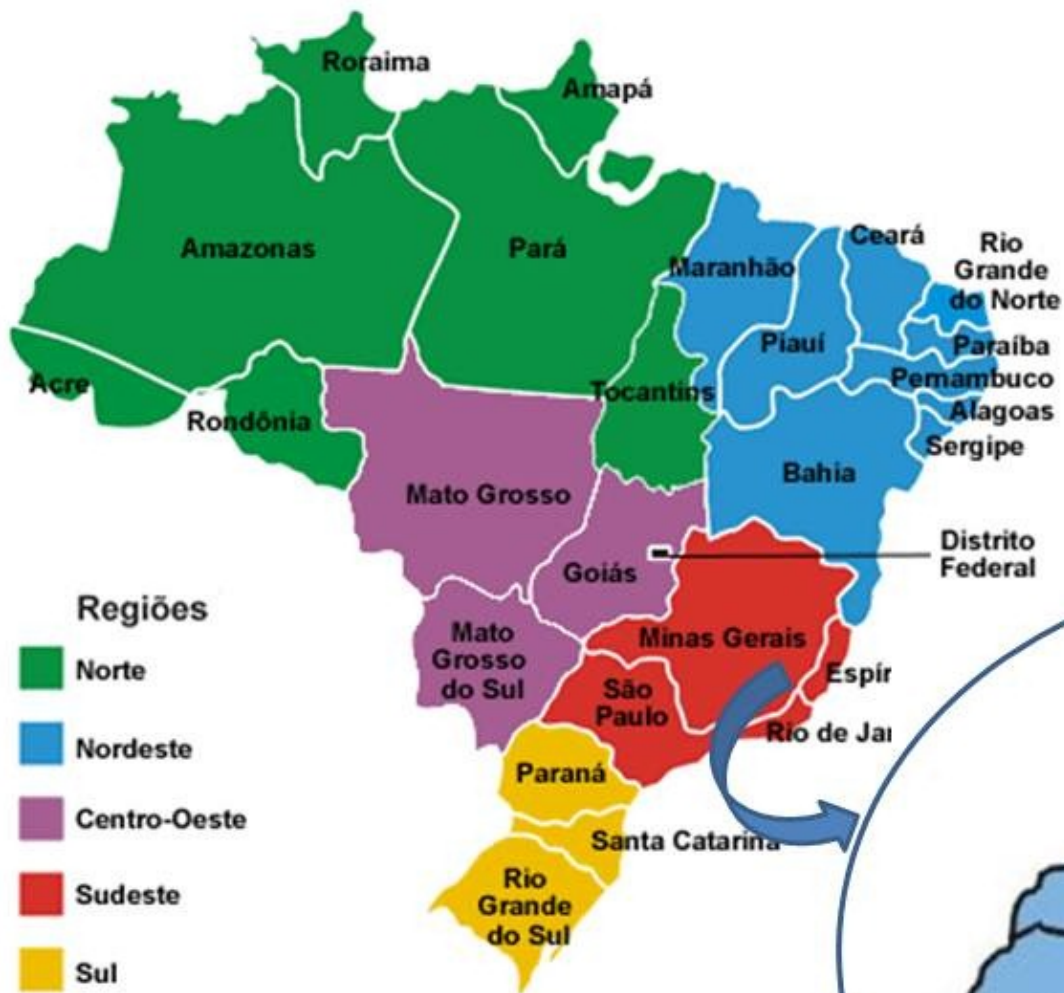 Roraima
Amapá
Amazonas
Pará
Maranhão
Ceará
Rio
Grande
do Norte
Piauí
Paraíba
Pernambuco
Acre
Tocantins
Alagoas
Rondônia
Sergipe
Bahia
Mato Grosso
Distrito
Federal
Goiás
Regiões
Mato
Grosso
do Sul
Minas Gerais
Norte
São
Paulo
Espír
Rio de Jar
Nordeste
Paraná
Centro-Oeste
Santa Catarina
Sudeste
Rio
Grande
do Sul
Sul